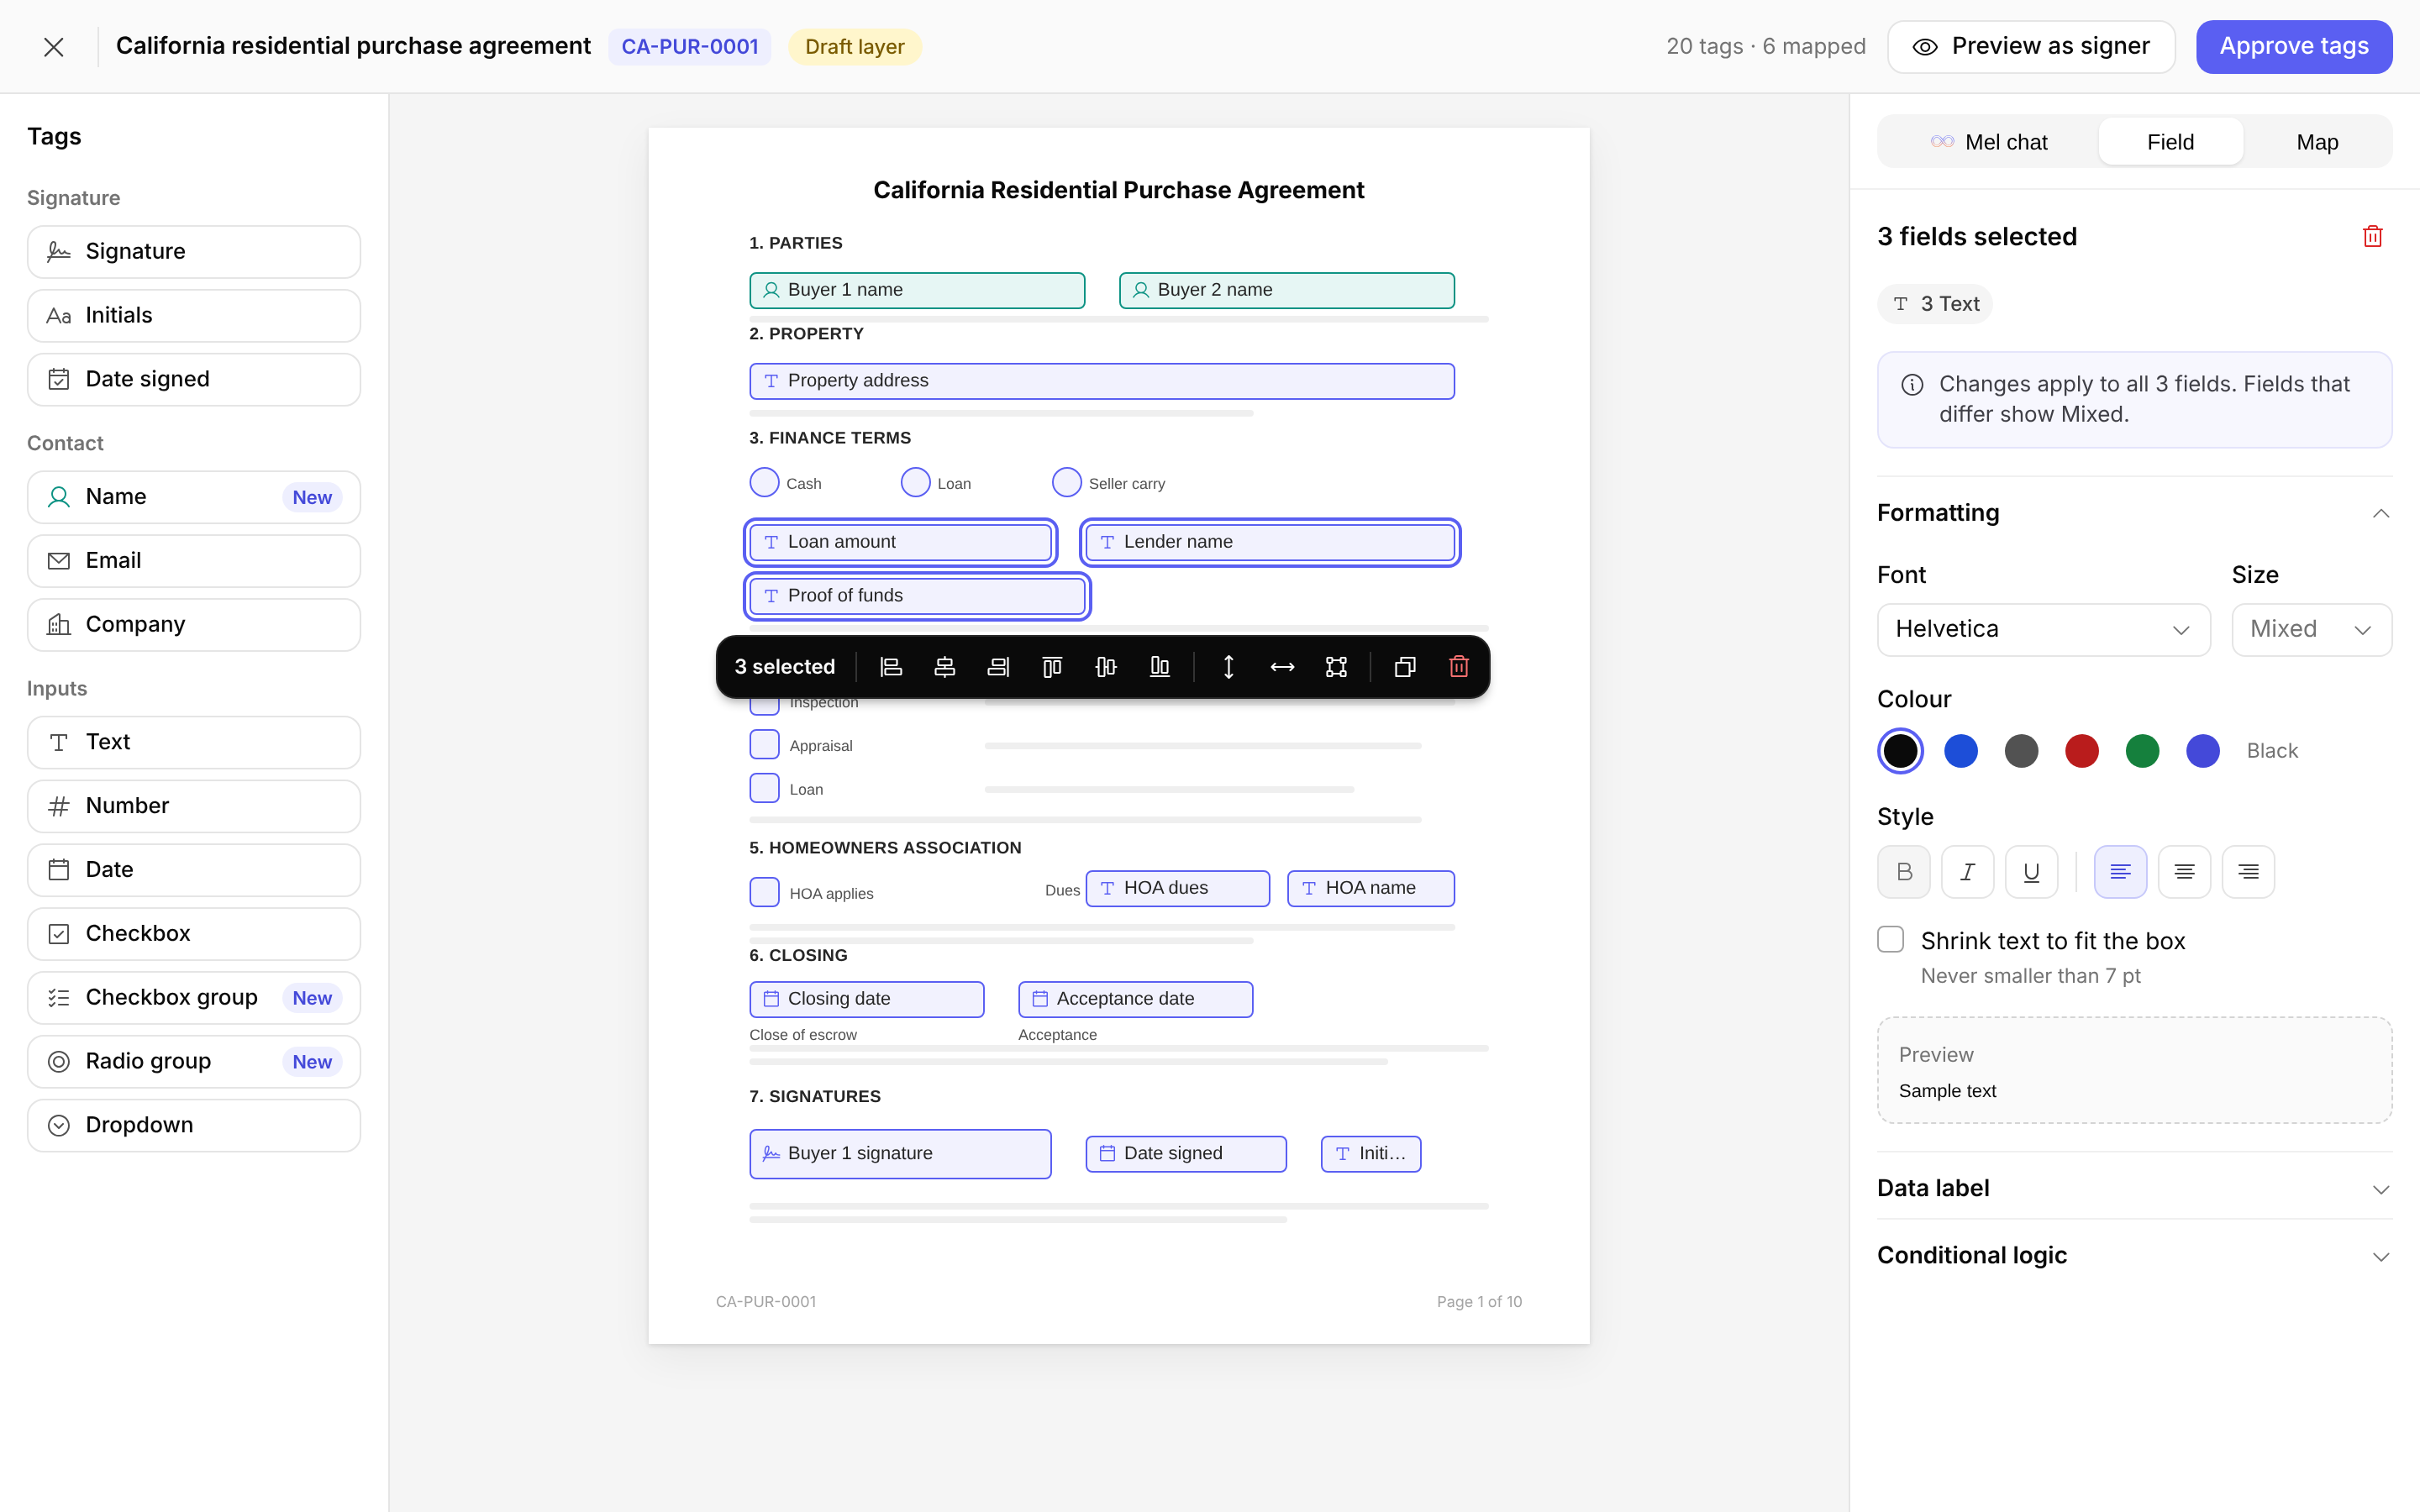 California residential purchase agreement CA-PUR-0001 Draft layer 20 tags · 6 mapped Preview as signer Approve tags
Tags
Signature
Signature
Initials
Date signed
Contact
Name New
Email
Company
Inputs
Text
Number
Date
Checkbox
Checkbox group New
Radio group New
Dropdown
California Residential Purchase Agreement
1. PARTIES
Buyer 1 name Buyer 2 name
2. PROPERTY
Property address
3. FINANCE TERMS
Cash Loan Seller carry
Loan amount Lender name
Proof of funds
3 selected
Inspection
Appraisal
Loan
5. HOMEOWNERS ASSOCIATION
HOA applies Dues HOA dues HOA name
6. CLOSING
Closing date Acceptance date
Close of escrow Acceptance
7. SIGNATURES
Buyer 1 signature Date signed Initi...
CA-PUR-0001 Page 1 of 10
Mel chat Field Map
3 fields selected
3 Text
Changes apply to all 3 fields. Fields that
differ show Mixed.
Formatting
Font Size
Helvetica Mixed
Colour
Black
Style
B I U
Shrink text to fit the box
Never smaller than 7 pt
Preview
Sample text
Data label
Conditional logic